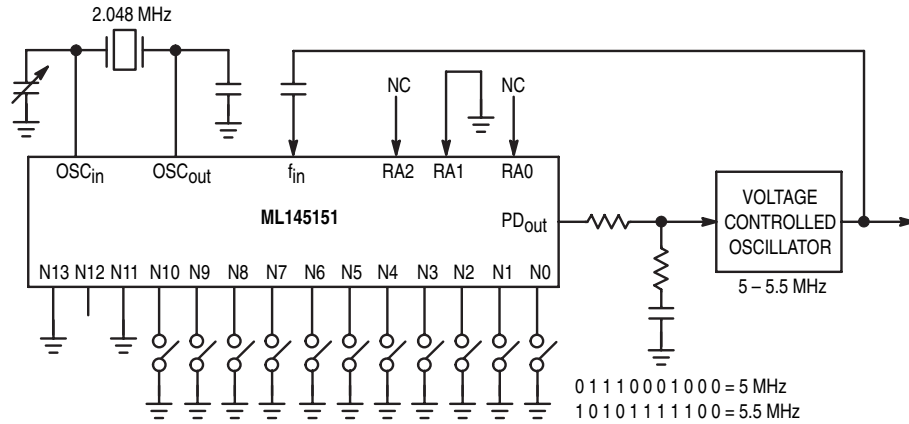 2.048 MHz
NC
NC
OSCin
OSCout
fin
RA2
RA1
RA0
ML145151
PDout
VOLTAGE
CONTROLLED
OSCILLATOR
5 – 5.5 MHz
N13 N12 N11 N10 N9 N8 N7 N6 N5 N4 N3 N2 N1 N0
0 1 1 1 0 0 0 1 0 0 0 = 5 MHz
1 0 1 0 1 1 1 1 1 0 0 = 5.5 MHz